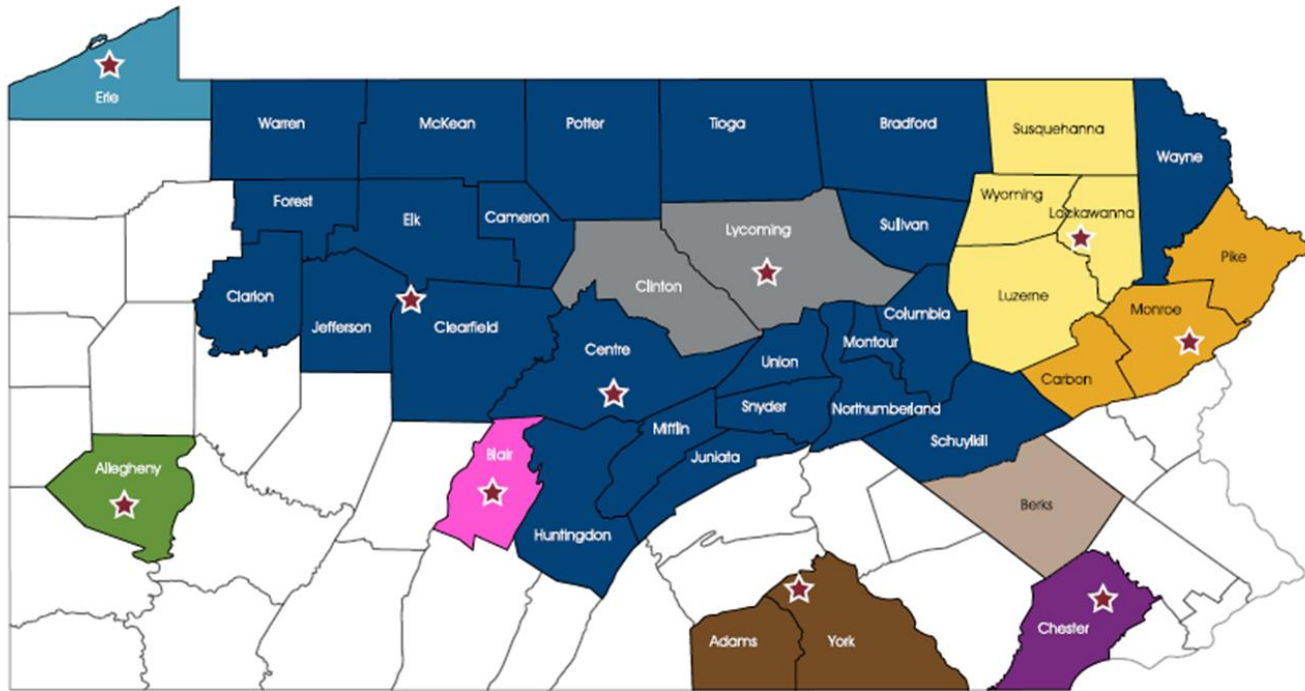 Erie
Warren
McKean
Potter
Tioga
Bradford
Susquehanna
Wayne
Forest
Elk
Cameron
Lycoming
Sullivan
Wyoming
Lackawanna
Pike
Clarion
Jefferson
Clearfield
Clinton
Centre
Union
Montour
Columbia
Luzerne
Monroe
Carbon
Snyder
Northumberland
Mifflin
Juniata
Schuylkill
Allegheny
Blair
Huntingdon
Berks
Adams
York
Chester